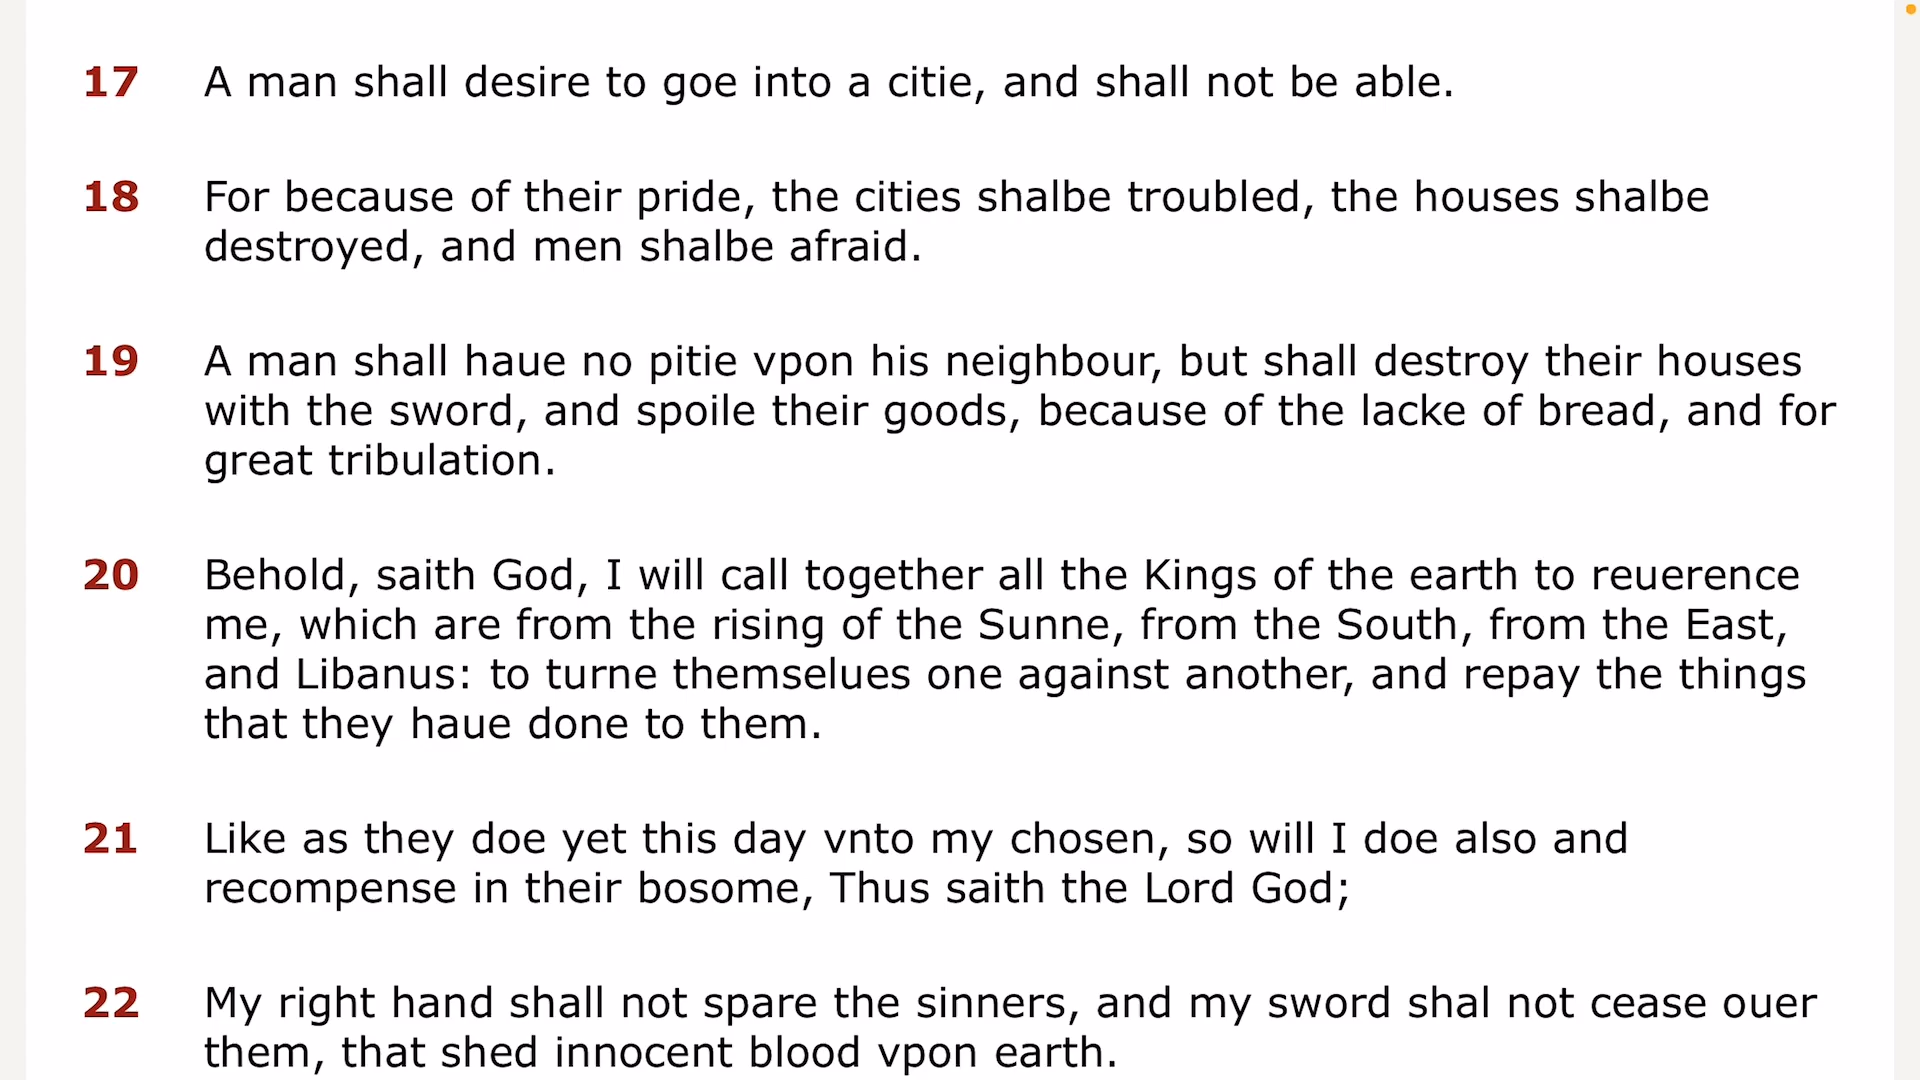 17 A man shall desire to goe into a citie, and shall not be able.
18 For because of their pride, the cities shalbe troubled, the houses shalbe
destroyed, and men shalbe afraid.
19 A man shall haue no pitie vpon his neighbour, but shall destroy their houses
with the sword, and spoile their goods, because of the lacke of bread, and for
great tribulation.
20 Behold, saith God, I will call together all the Kings of the earth to reuerence
me, which are from the rising of the Sunne, from the South, from the East,
and Libanus: to turne themselues one against another, and repay the things
that they haue done to them.
21 Like as they doe yet this day vnto my chosen, so will I doe also and
recompense in their bosome, Thus saith the Lord God;
22 My right hand shall not spare the sinners, and my sword shal not cease ouer
them, that shed innocent blood vpon earth.